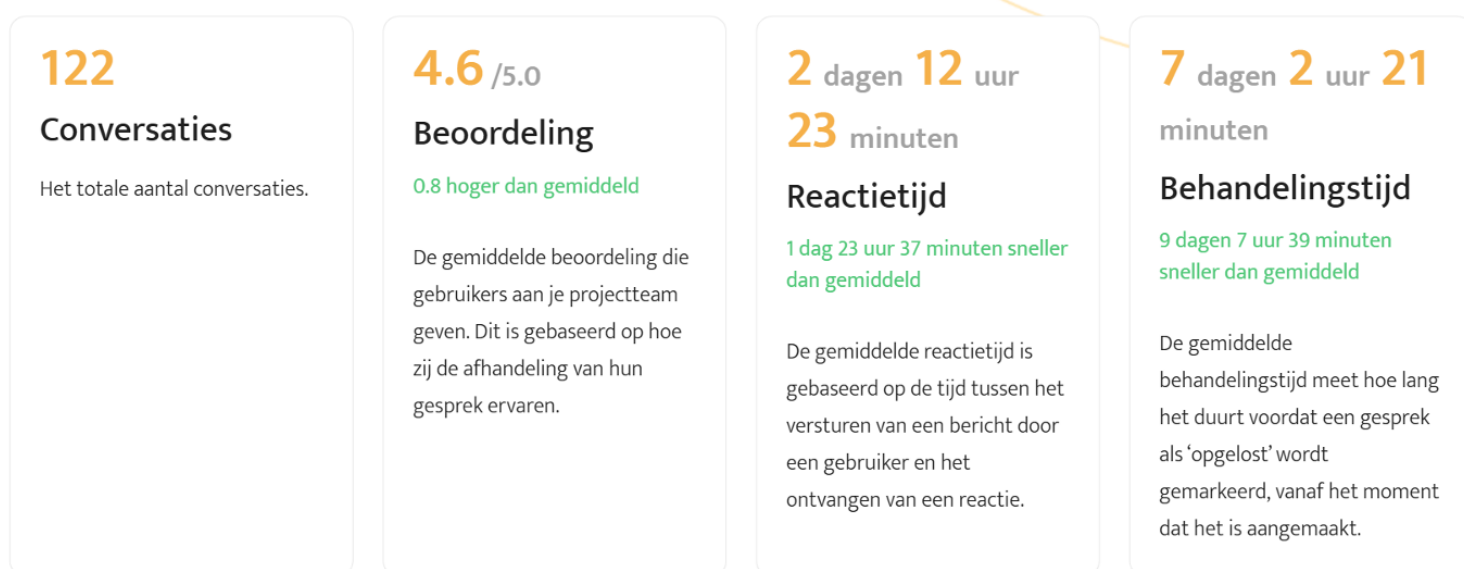 122
Conversaties
Het totale aantal conversaties.
4.6 /5.0
Beoordeling
0.8 hoger dan gemiddeld
De gemiddelde beoordeling die
gebruikers aan je projectteam
geven. Dit is gebaseerd op hoe
zij de afhandeling van hun
gesprek ervaren.
2 dagen 12 uur
23 minuten
Reactietijd
1 dag 23 uur 37 minuten sneller
dan gemiddeld
De gemiddelde reactietijd is
gebaseerd op de tijd tussen het
versturen van een bericht door
een gebruiker en het
ontvangen van een reactie.
7 dagen 2 uur 21
minuten
Behandelingstijd
9 dagen 7 uur 39 minuten
sneller dan gemiddeld
De gemiddelde
behandelingstijd meet hoe lang
het duurt voordat een gesprek
als ‘opgelost’ wordt
gemarkeerd, vanaf het moment
dat het is aangemaakt.